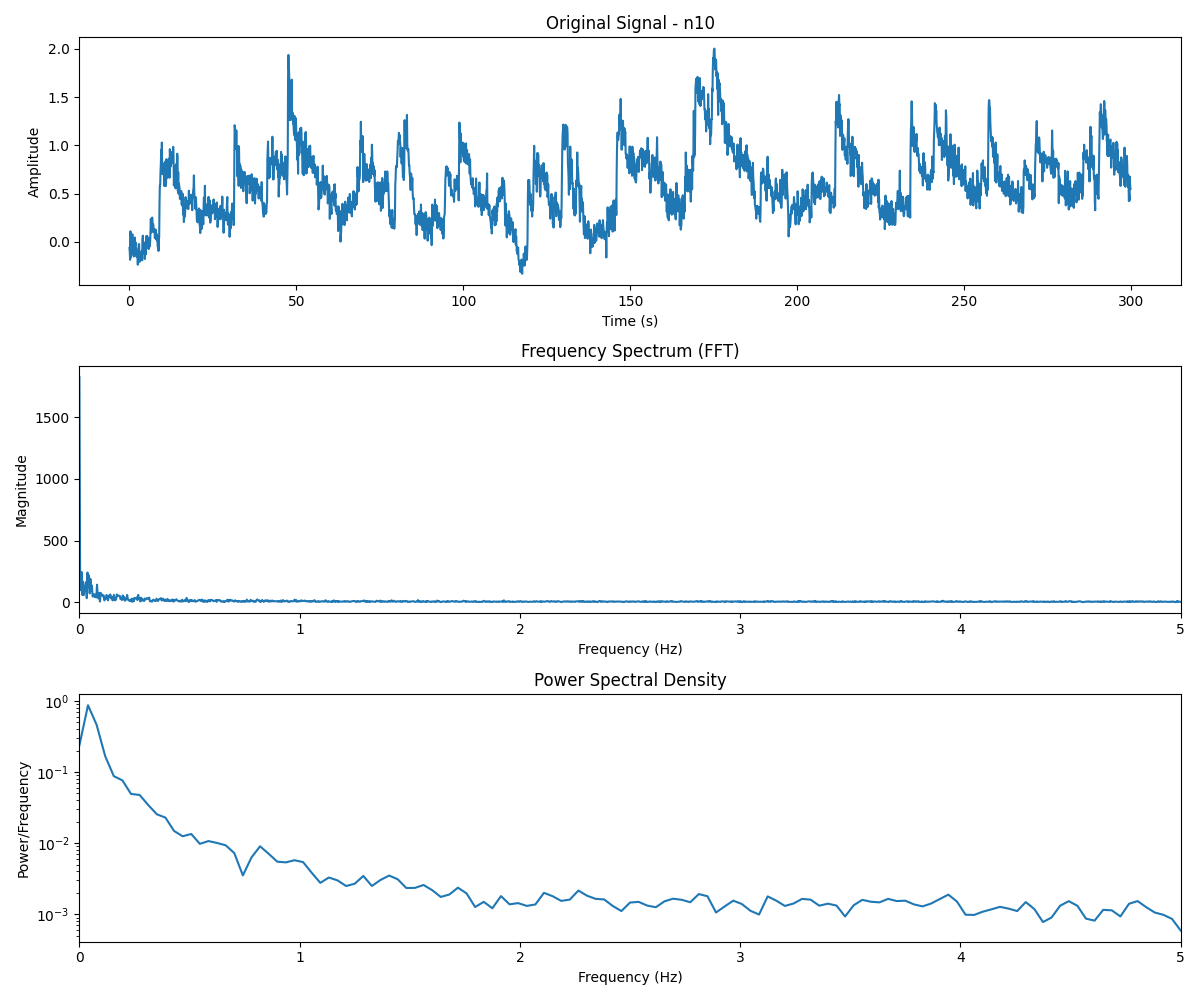 Original Signal - n10
Amplitude
2.0
1.5
1.0
0.5
0.0
0 50 100 150 200 250 300
Time (s)
Frequency Spectrum (FFT)
Magnitude
1500
1000
500
0
0 1 2 3 4 5
Frequency (Hz)
Power Spectral Density
Power/Frequency
10⁰
10⁻¹
10⁻²
10⁻³
0 1 2 3 4 5
Frequency (Hz)